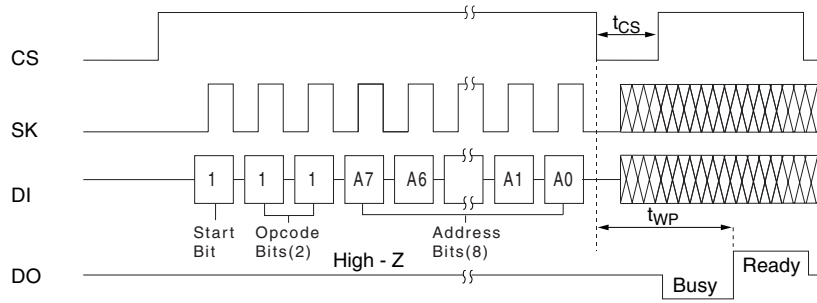 CS
tCS
SK
DI
1 1 1 A7 A6 A1 A0
Start Bit
Opcode Bits(2)
Address Bits(8)
tWP
DO
High - Z
Busy
Ready